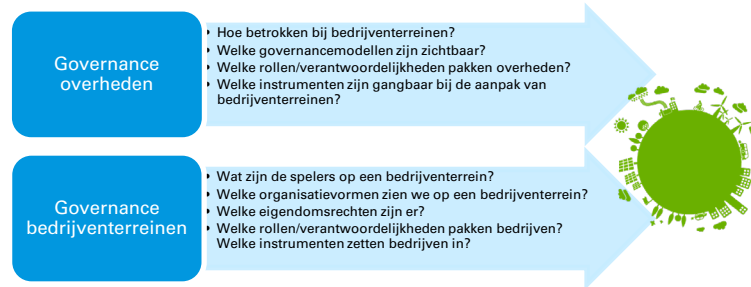 Governance
overheden
• Hoe betrokken bij bedrijventerreinen?
• Welke governancemodellen zijn zichtbaar?
• Welke rollen/verantwoordelijkheden pakken overheden?
• Welke instrumenten zijn gangbaar bij de aanpak van
bedrijventerreinen?
Governance
bedrijventerreinen
• Wat zijn de spelers op een bedrijventerrein?
• Welke organisatievormen zien we op een bedrijventerrein?
• Welke eigendomsrechten zijn er?
• Welke rollen/verantwoordelijkheden pakken bedrijven?
Welke instrumenten zetten bedrijven in?